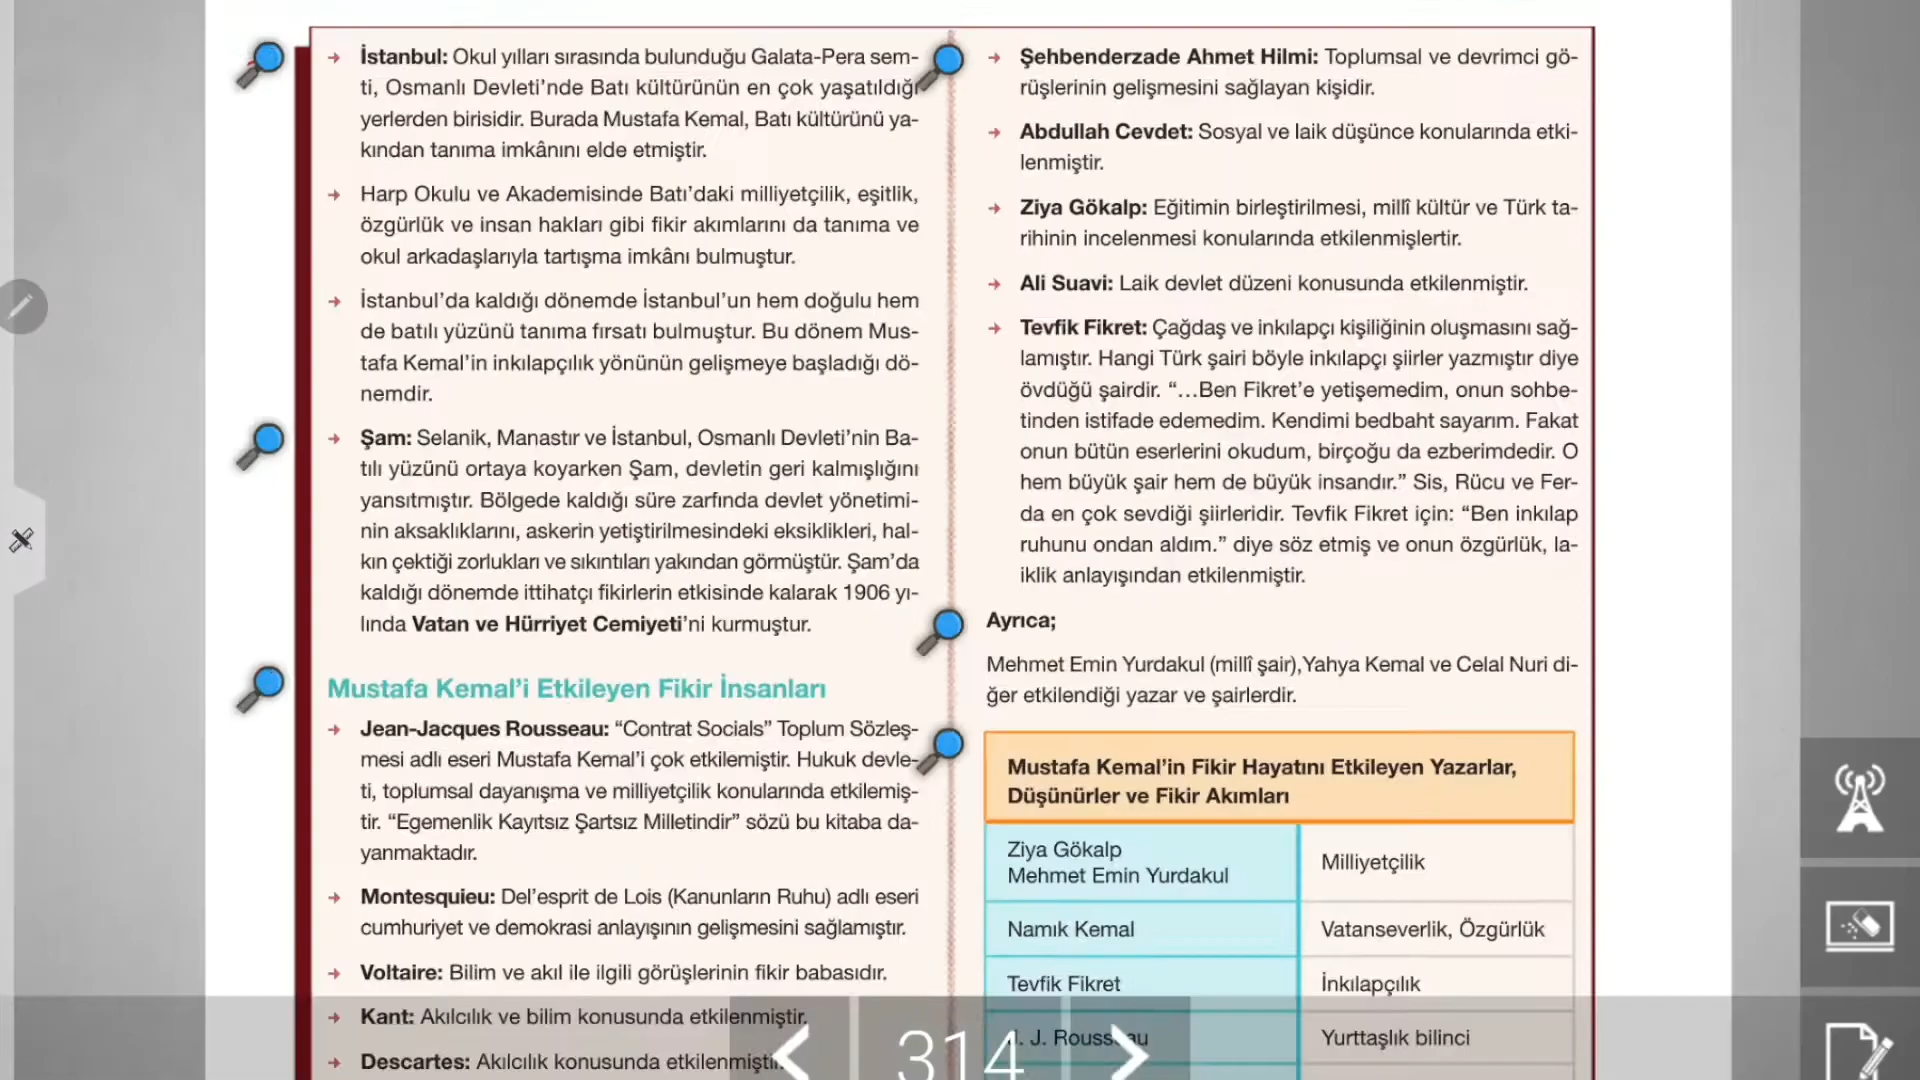 İstanbul: Okul yılları sırasında bulunduğu Galata-Pera sem-
ti, Osmanlı Devleti’nde Batı kültürünün en çok yaşatıldığı
yerlerden birisidir. Burada Mustafa Kemal, Batı kültürünü ya-
kından tanıma imkânını elde etmiştir.
Harp Okulu ve Akademisinde Batı’daki milliyetçilik, eşitlik,
özgürlük ve insan hakları gibi fikir akımlarını da tanıma ve
okul arkadaşlarıyla tartışma imkânı bulmuştur.
İstanbul’da kaldığı dönemde İstanbul’un hem doğulu hem
de batılı yüzünü tanıma fırsatı bulmuştur. Bu dönem Mus-
tafa Kemal’in inkılapçılık yönünün gelişmeye başladığı dö-
nemdir.
Şam: Selanik, Manastır ve İstanbul, Osmanlı Devleti’nin Ba-
tılı yüzünü ortaya koyarken Şam, devletin geri kalmışlığını
yansıtmıştır. Bölgede kaldığı süre zarfında devlet yönetimi-
nin aksaklıklarını, askerin yetiştirilmesindeki eksiklikleri, hal-
kın çektiği zorlukları ve sıkıntıları yakından görmüştür. Şam’da
kaldığı dönemde ittihatçı fikirlerin etkisinde kalarak 1906 yı-
lında Vatan ve Hürriyet Cemiyeti’ni kurmuştur.
Mustafa Kemal’i Etkileyen Fikir İnsanları
Jean-Jacques Rousseau: “Contrat Socials” Toplum Sözleş-
mesi adlı eseri Mustafa Kemal’i çok etkilemiştir. Hukuk devle-
ti, toplumsal dayanışma ve milliyetçilik konularında etkilemiş-
tir. “Egemenlik Kayıtsız Şartsız Milletindir” sözü bu kitaba da-
yanmaktadır.
Montesquieu: Del’esprit de Lois (Kanunların Ruhu) adlı eseri
cumhuriyet ve demokrasi anlayışının gelişmesini sağlamıştır.
Voltaire: Bilim ve akıl ile ilgili görüşlerinin fikir babasıdır.
Kant: Akılcılık ve bilim konusunda etkilenmiştir.
Descartes: Akılcılık konusunda etkilenmiştir.
Şehbenderzade Ahmet Hilmi: Toplumsal ve devrimci gö-
rüşlerinin gelişmesini sağlayan kişidir.
Abdullah Cevdet: Sosyal ve laik düşünce konularında etki-
lenmiştir.
Ziya Gökalp: Eğitimin birleştirilmesi, millî kültür ve Türk ta-
rihinin incelenmesi konularında etkilenmişlertir.
Ali Suavi: Laik devlet düzeni konusunda etkilenmiştir.
Tevfik Fikret: Çağdaş ve inkılapçı kişiliğinin oluşmasını sağ-
lamıştır. Hangi Türk şairi böyle inkılapçı şiirler yazmıştır diye
övdüğü şairdir. “...Ben Fikret’e yetişemedim, onun sohbe-
tinden istifade edemedim. Kendimi bedbaht sayarım. Fakat
onun bütün eserlerini okudum, birçoğu da ezberimdedir. O
hem büyük şair hem de büyük insandır.” Sis, Rücu ve Fer-
da en çok sevdiği şiirleridir. Tevfik Fikret için: “Ben inkılap
ruhunu ondan aldım.” diye söz etmiş ve onun özgürlük, la-
iklik anlayışından etkilenmiştir.
Ayrıca;
Mehmet Emin Yurdakul (millî şair),Yahya Kemal ve Celal Nuri di-
ğer etkilendiği yazar ve şairlerdir.
Mustafa Kemal’in Fikir Hayatını Etkileyen Yazarlar,
Düşünürler ve Fikir Akımları
Ziya Gökalp
Mehmet Emin Yurdakul
Milliyetçilik
Namık Kemal
Vatanseverlik, Özgürlük
Tevfik Fikret
İnkılapçılık
J. J. Rousseau
Yurttaşlık bilinci
314